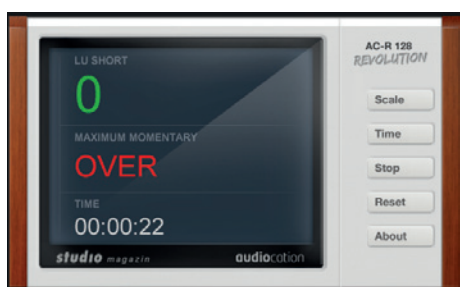 LU SHORT
0
MAXIMUM MOMENTARY
OVER
TIME
00:00:22
studio magazin audiocation
AC-R 128
REVOLUTION
Scale
Time
Stop
Reset
About